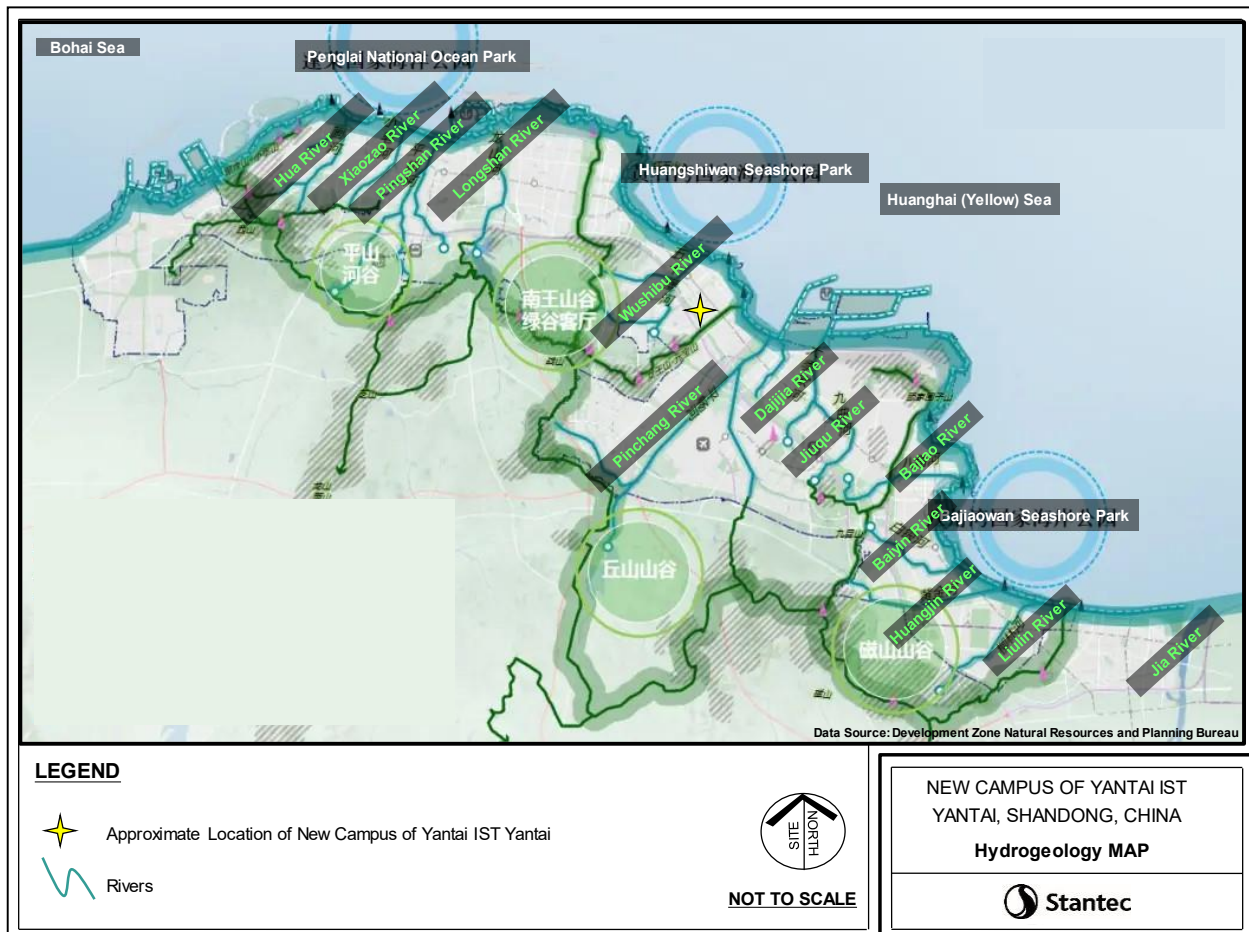 Bohai Sea
Penglai National Ocean Park
Huangshiwan Seashore Park
Huanghai (Yellow) Sea
Hua River
Xiaozao River
Pingshan River
Longshan River
平山
河谷
南王山谷
绿谷客厅
Wushibu River
Pinchang River
Dajijia River
Jiuqu River
Bajiao River
Bajiaowan Seashore Park
Baiyin River
丘山山谷
Huangjin River
磁山山谷
Liulin River
Jia River
Data Source: Development Zone Natural Resources and Planning Bureau
LEGEND
Approximate Location of New Campus of Yantai IST Yantai
Rivers
SITE
NORTH
NOT TO SCALE
NEW CAMPUS OF YANTAI IST
YANTAI, SHANDONG, CHINA
Hydrogeology MAP
Stantec